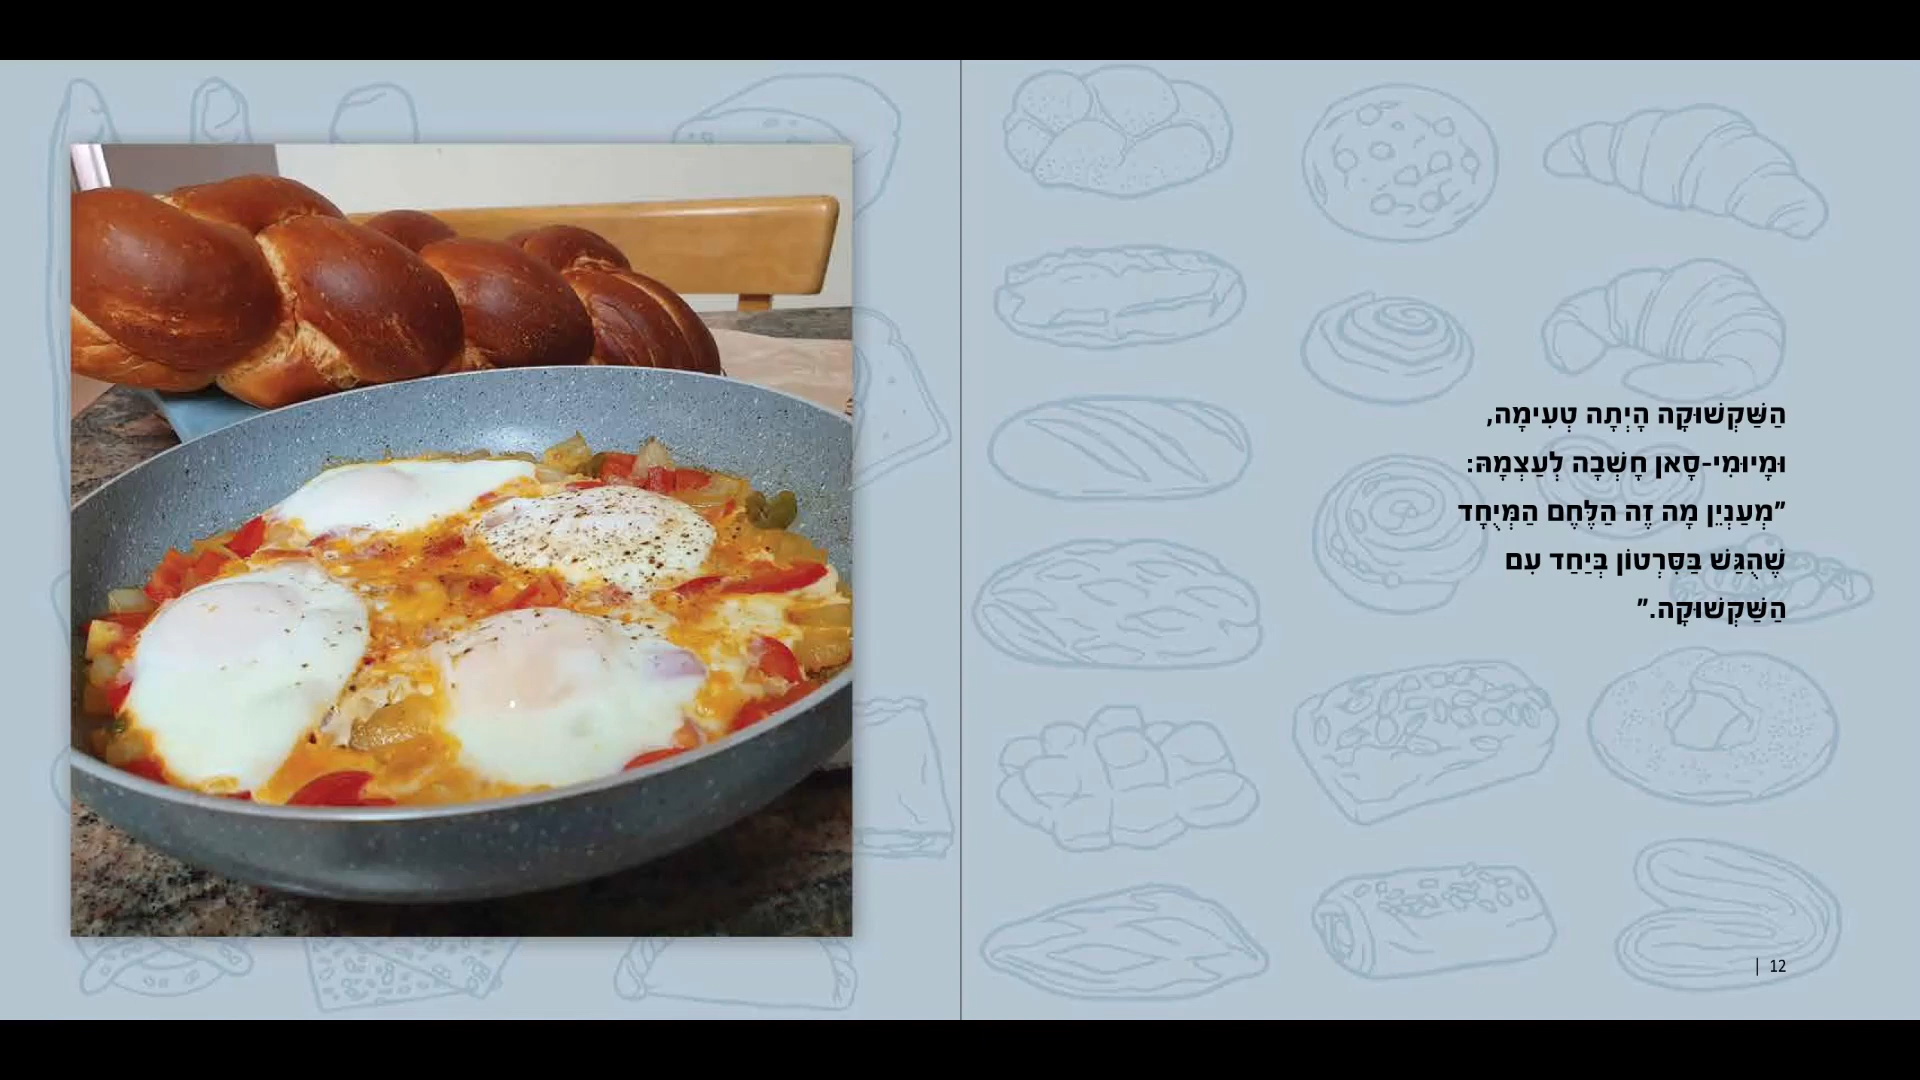 הַשַּׁקְשׁוּקָה הָיְתָה טְעִימָה,
וּמָיוּמִי-סָאן חָשְׁבָה לְעַצְמָהּ:
"מְעַנְיֵן מָה זֶה הַלֶּחֶם הַמְּיֻחָד
שֶׁהֻגַּשׁ בַּסִּרְטוֹן בְּיַחַד עִם
הַשַּׁקְשׁוּקָה."
| 12